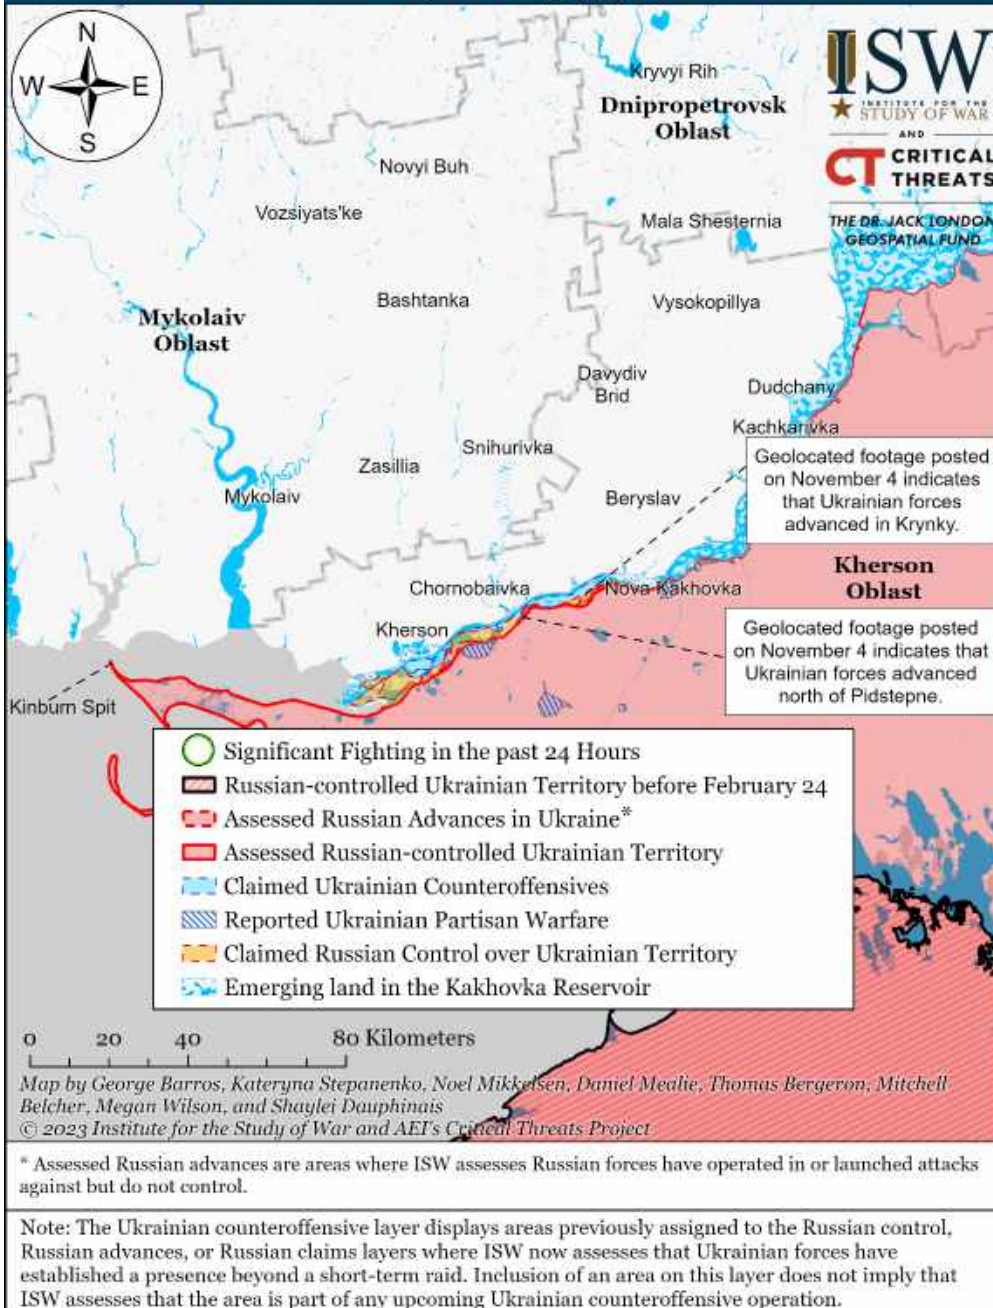 N
W E
S
ISW
INSTITUTE FOR THE
STUDY OF WAR
AND
CT CRITICAL
THREATS
THE DR. JACK LONDON
GEOSPATIAL FUND
Kryvyi Rih
Dnipropetrovsk
Oblast
Novyi Buh
Vozsiyats'ke
Mala Shesternia
Bashtanka
Vysokopillya
Mykolaiv
Oblast
Davydiv
Brid
Dudchany
Kachkarivka
Snihurivka
Zasillia
Mykolaiv
Beryslav
Geolocated footage posted
on November 4 indicates
that Ukrainian forces
advanced in Krynky.
Kherson
Oblast
Chornobaivka
Nova Kakhovka
Kherson
Geolocated footage posted
on November 4 indicates that
Ukrainian forces advanced
north of Pidstepne.
Kinburn Spit
Significant Fighting in the past 24 Hours
Russian-controlled Ukrainian Territory before February 24
Assessed Russian Advances in Ukraine*
Assessed Russian-controlled Ukrainian Territory
Claimed Ukrainian Counteroffensives
Reported Ukrainian Partisan Warfare
Claimed Russian Control over Ukrainian Territory
Emerging land in the Kakhovka Reservoir
0 20 40 80 Kilometers
Map by George Barros, Kateryna Stepanenko, Noel Mikkelsen, Daniel Mealie, Thomas Bergeron, Mitchell
Belcher, Megan Wilson, and Shaylei Dauphinais
© 2023 Institute for the Study of War and AEI's Critical Threats Project
* Assessed Russian advances are areas where ISW assesses Russian forces have operated in or launched attacks
against but do not control.
Note: The Ukrainian counteroffensive layer displays areas previously assigned to the Russian control,
Russian advances, or Russian claims layers where ISW now assesses that Ukrainian forces have
established a presence beyond a short-term raid. Inclusion of an area on this layer does not imply that
ISW assesses that the area is part of any upcoming Ukrainian counteroffensive operation.